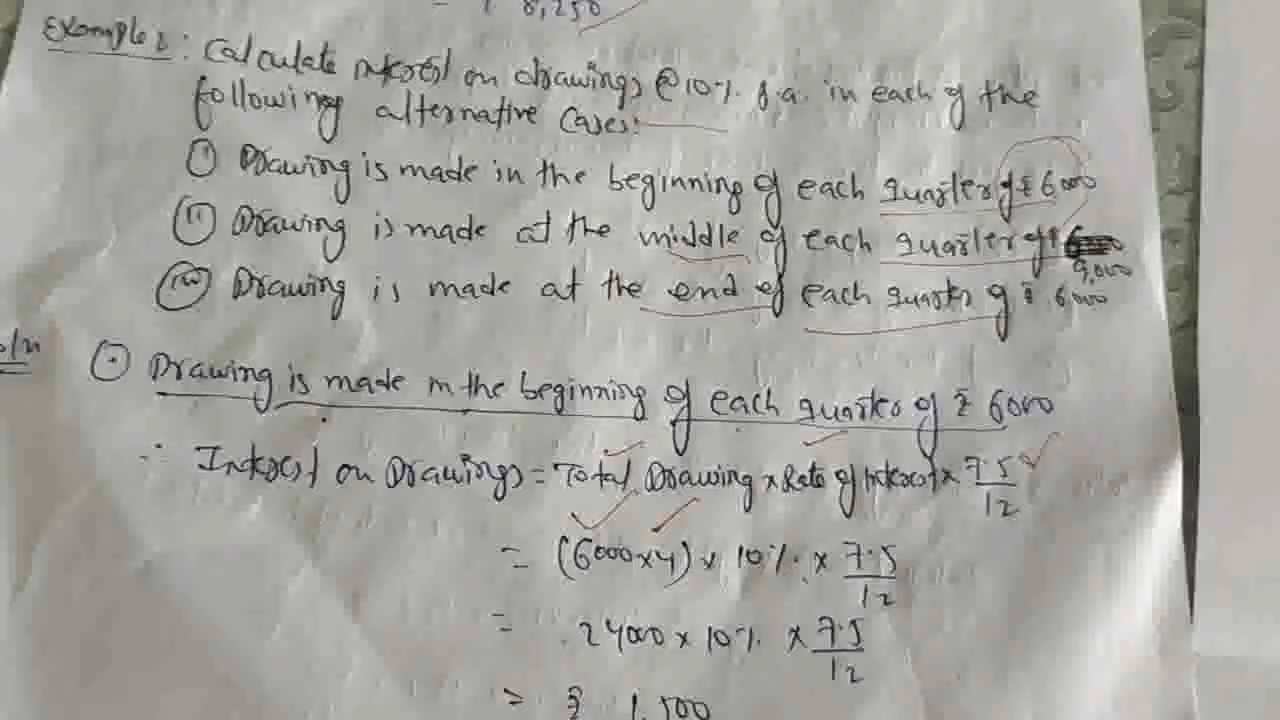 8,250
Example 2: Calculate interest on drawings @ 10% p.a. in each of the
following alternative cases:
(i) Drawing is made in the beginning of each quarter of ₹ 6000
(ii) Drawing is made at the middle of each quarter of ₹
9,000
(iii) Drawing is made at the end of each quarter of ₹ 6000
(i) Drawing is made in the beginning of each quarter of ₹ 6000
∴ Interest on Drawings = Total Drawing × Rate of Interest × 7.5/12
= (6000×4) × 10% × 7.5/12
= 24000 × 10% × 7.5/12
= ₹ 1,500